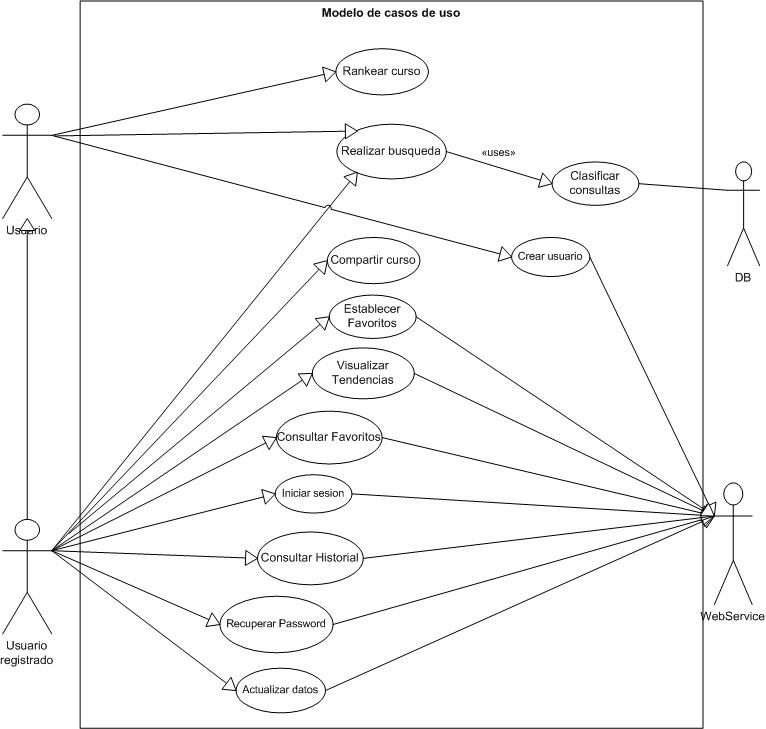 Modelo de casos de uso
Rankear curso
Realizar busqueda
«uses»
Clasificar
consultas
Usuario
DB
Crear usuario
Compartir curso
Establecer
Favoritos
Visualizar
Tendencias
Consultar Favoritos
Iniciar sesion
Consultar Historial
WebService
Recuperar Password
Usuario
registrado
Actualizar datos